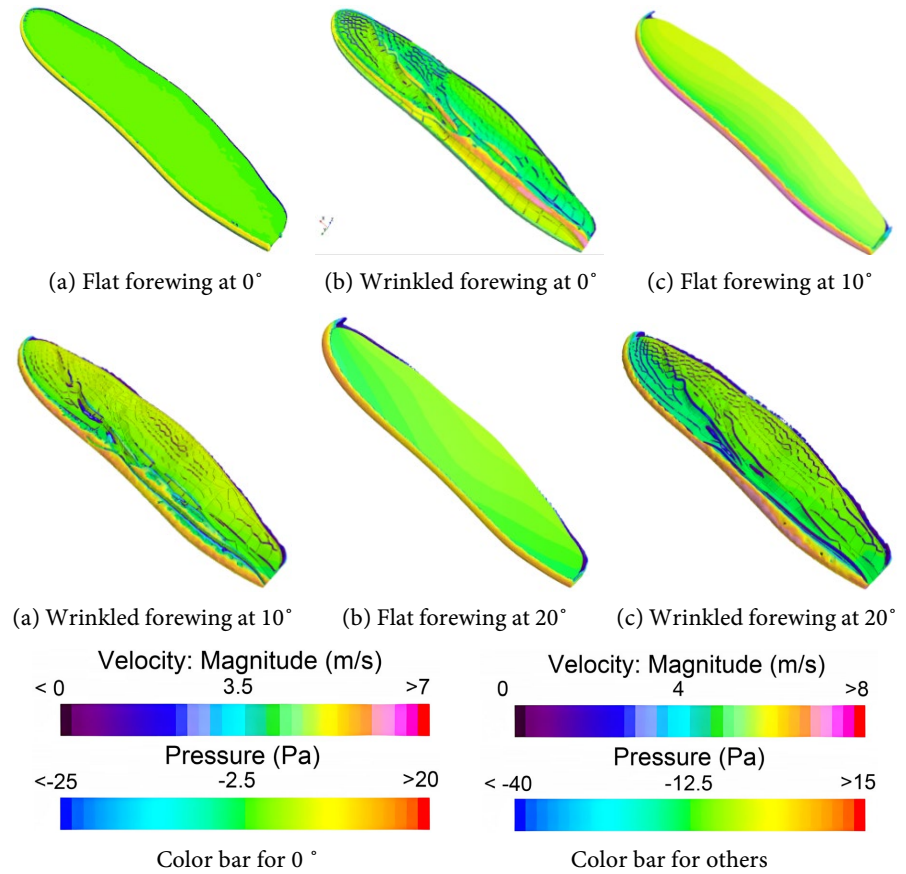 (a) Flat forewing at 0˚
(b) Wrinkled forewing at 0˚
(c) Flat forewing at 10˚
(a) Wrinkled forewing at 10˚
(b) Flat forewing at 20˚
(c) Wrinkled forewing at 20˚
Velocity: Magnitude (m/s)
< 0 3.5 >7
Pressure (Pa)
<-25 -2.5 >20
Color bar for 0 ˚
Velocity: Magnitude (m/s)
0 4 >8
Pressure (Pa)
< -40 -12.5 >15
Color bar for others